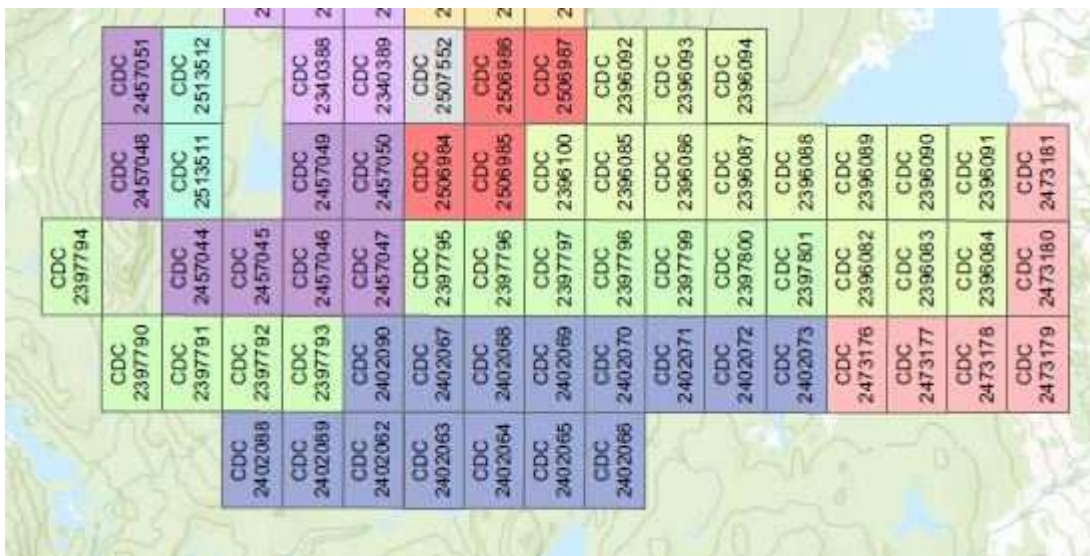 CDC
2457051
CDC
2513512
CDC
2340388
CDC
2340389
CDC
2507552
CDC
2506986
CDC
2506987
CDC
2396092
CDC
2396093
CDC
2396094
CDC
2457048
CDC
2513511
CDC
2457049
CDC
2457050
CDC
2506984
CDC
2506985
CDC
2396100
CDC
2396085
CDC
2396086
CDC
2396087
CDC
2396088
CDC
2396089
CDC
2396090
CDC
2396091
CDC
2473181
CDC
2397794
CDC
2457044
CDC
2457045
CDC
2457046
CDC
2457047
CDC
2397795
CDC
2397796
CDC
2397797
CDC
2397798
CDC
2397799
CDC
2397800
CDC
2397801
CDC
2396082
CDC
2396083
CDC
2396084
CDC
2473180
CDC
2397790
CDC
2397791
CDC
2397792
CDC
2397793
CDC
2402090
CDC
2402067
CDC
2402068
CDC
2402069
CDC
2402070
CDC
2402071
CDC
2402072
CDC
2402073
CDC
2473176
CDC
2473177
CDC
2473178
CDC
2473179
CDC
2402088
CDC
2402089
CDC
2402062
CDC
2402063
CDC
2402064
CDC
2402065
CDC
2402066